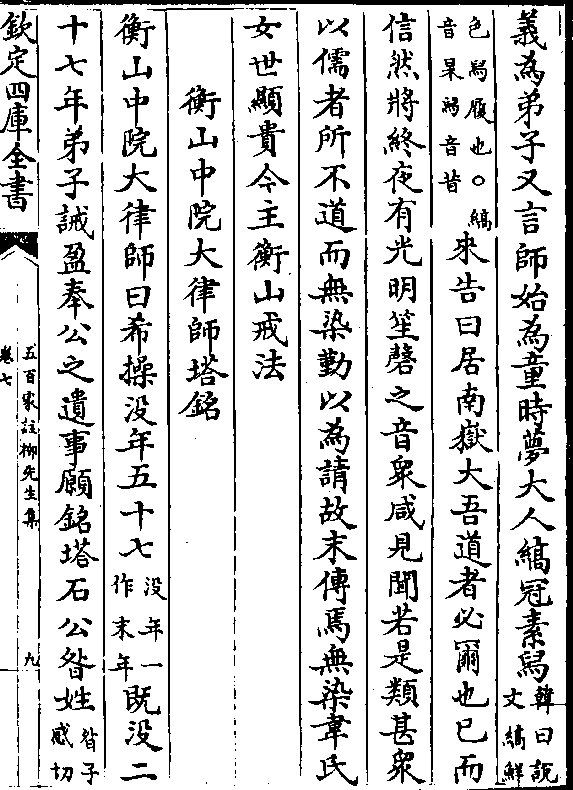 義為弟子又言師始為童時夢大人縞冠素舄韓曰説文縞鮮
色舄履也○縞音杲舄音昔來告曰居南嶽大吾道者必爾也已而
信然將終夜有光明笙磬之音衆咸見聞若是類甚衆
以儒者所不道而無染勤以為請故末傳焉無染韋氏
女世顯貴今主衡山戒法
衡山中院大律師塔銘
衡山中院大律師曰希操没年五十七没年一作末年既没二
十七年弟子誡盈奉公之遺事願銘塔石公昝姓昝子感切
欽定四庫全書
五百家註柳先生集
卷七
九